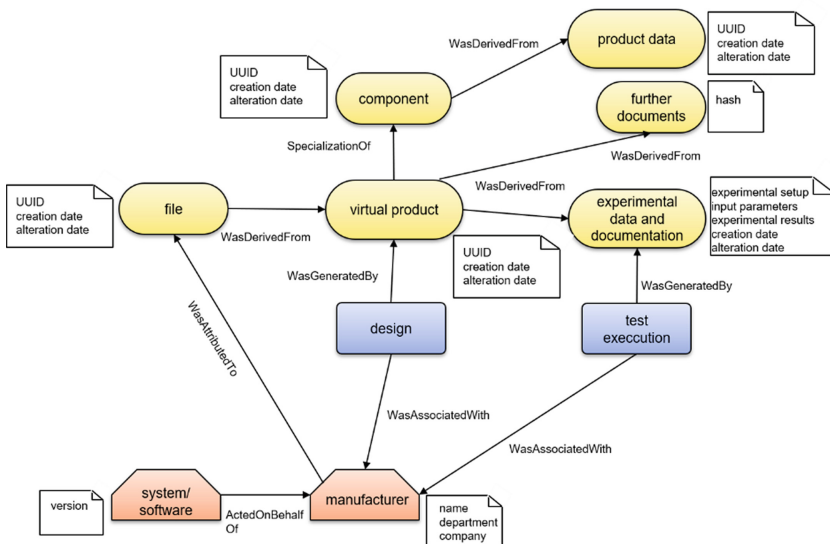 WasDerivedFrom
product data
UUID
creation date
alteration date
UUID
creation date
alteration date
component
further
documents
hash
SpecializationOf
WasDerivedFrom
WasDerivedFrom
UUID
creation date
alteration date
file
virtual product
experimental
data and
documentation
experimental setup
input parameters
experimental results
creation date
alteration date
WasDerivedFrom
UUID
creation date
alteration date
WasGeneratedBy
WasGeneratedBy
design
test
execcution
WasAttributedTo
WasAssociatedWith
WasAssociatedWith
version
system/
software
ActedOnBehalf
Of
manufacturer
name
department
company